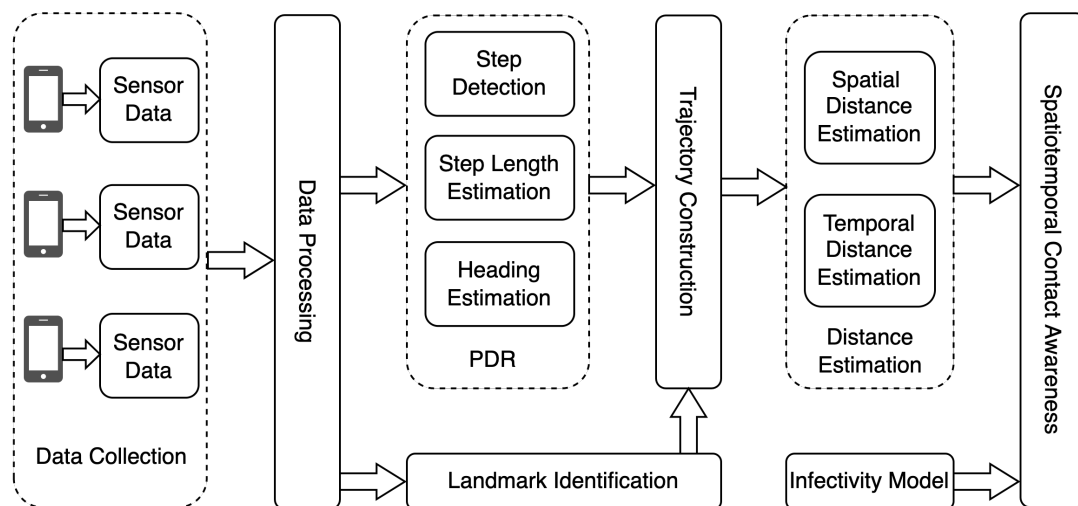 Sensor
Data
Sensor
Data
Sensor
Data
Data Collection
Data Processing
Step
Detection
Step Length
Estimation
Heading
Estimation
PDR
Landmark Identification
Trajectory Construction
Spatial
Distance
Estimation
Temporal
Distance
Estimation
Distance
Estimation
Infectivity Model
Spatiotemporal Contact Awareness